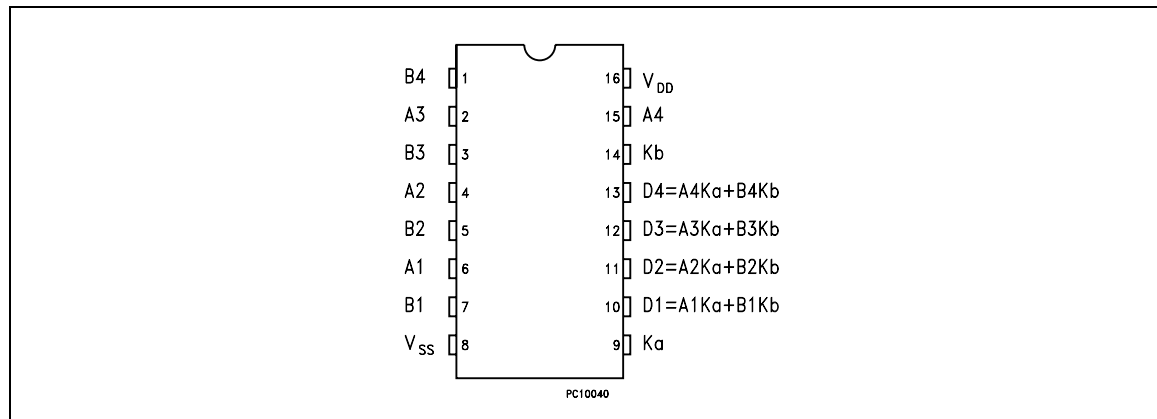 B4 1 16 VDD
A3 2 15 A4
B3 3 14 Kb
A2 4 13 D4=A4Ka+B4Kb
B2 5 12 D3=A3Ka+B3Kb
A1 6 11 D2=A2Ka+B2Kb
B1 7 10 D1=A1Ka+B1Kb
VSS 8 9 Ka
PC10040